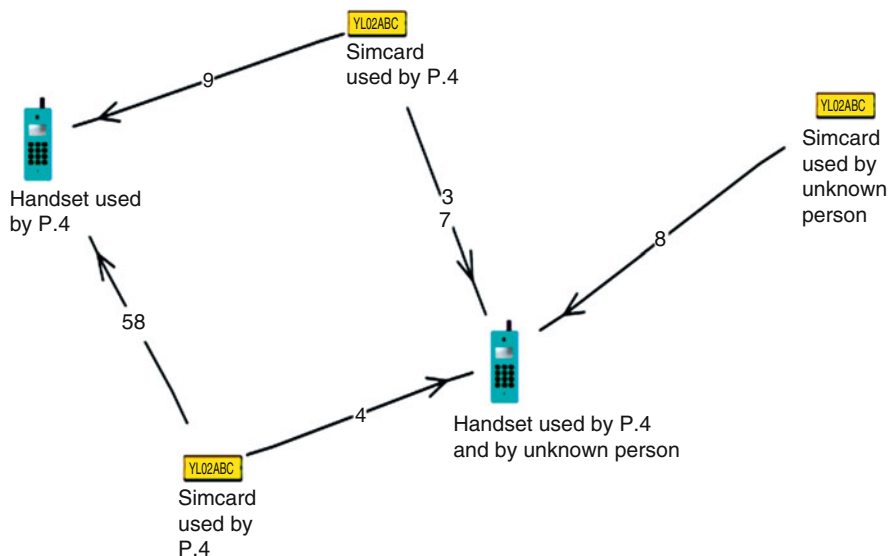 YL02ABC
Simcard
used by P.4
9
YL02ABC
Simcard
used by
unknown
person
Handset used
by P.4
3
7
8
58
4
Handset used by P.4
and by unknown person
YL02ABC
Simcard
used by
P.4